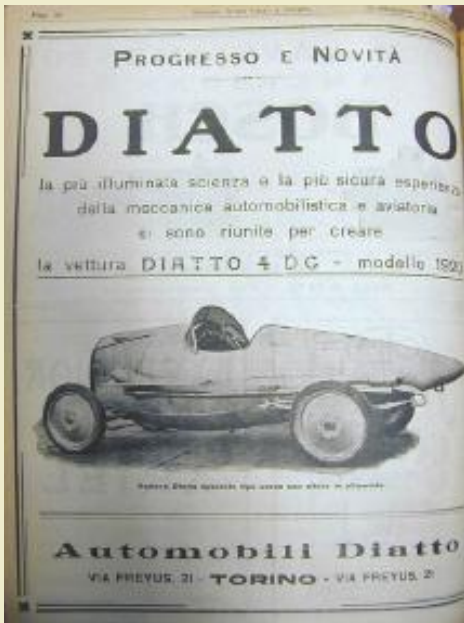 PROGRESSO E NOVITÀ
DIATTO
la più illuminata scienza e la più sicura esperienza
della meccanica automobilistica e aviatoria
si sono riunite per creare
la vettura DIATTO 4 DC - modello 1920
Automobili Diatto
VIA FREYUS, 21 - TORINO - VIA FREYUS, 21